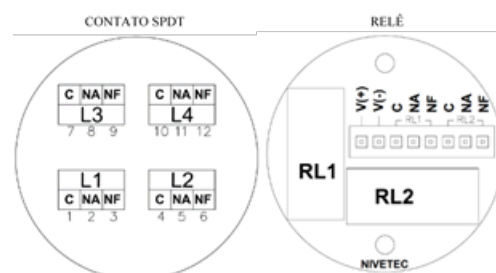 CONTATO SPDT
C NA NF
L3
7 8 9
C NA NF
L4
10 11 12
L1
C NA NF
1 2 3
L2
C NA NF
4 5 6
RELÊ
V(+) V(-) C NA NF C NA NF
RL1 RL2
RL1
RL2
NIVETEC